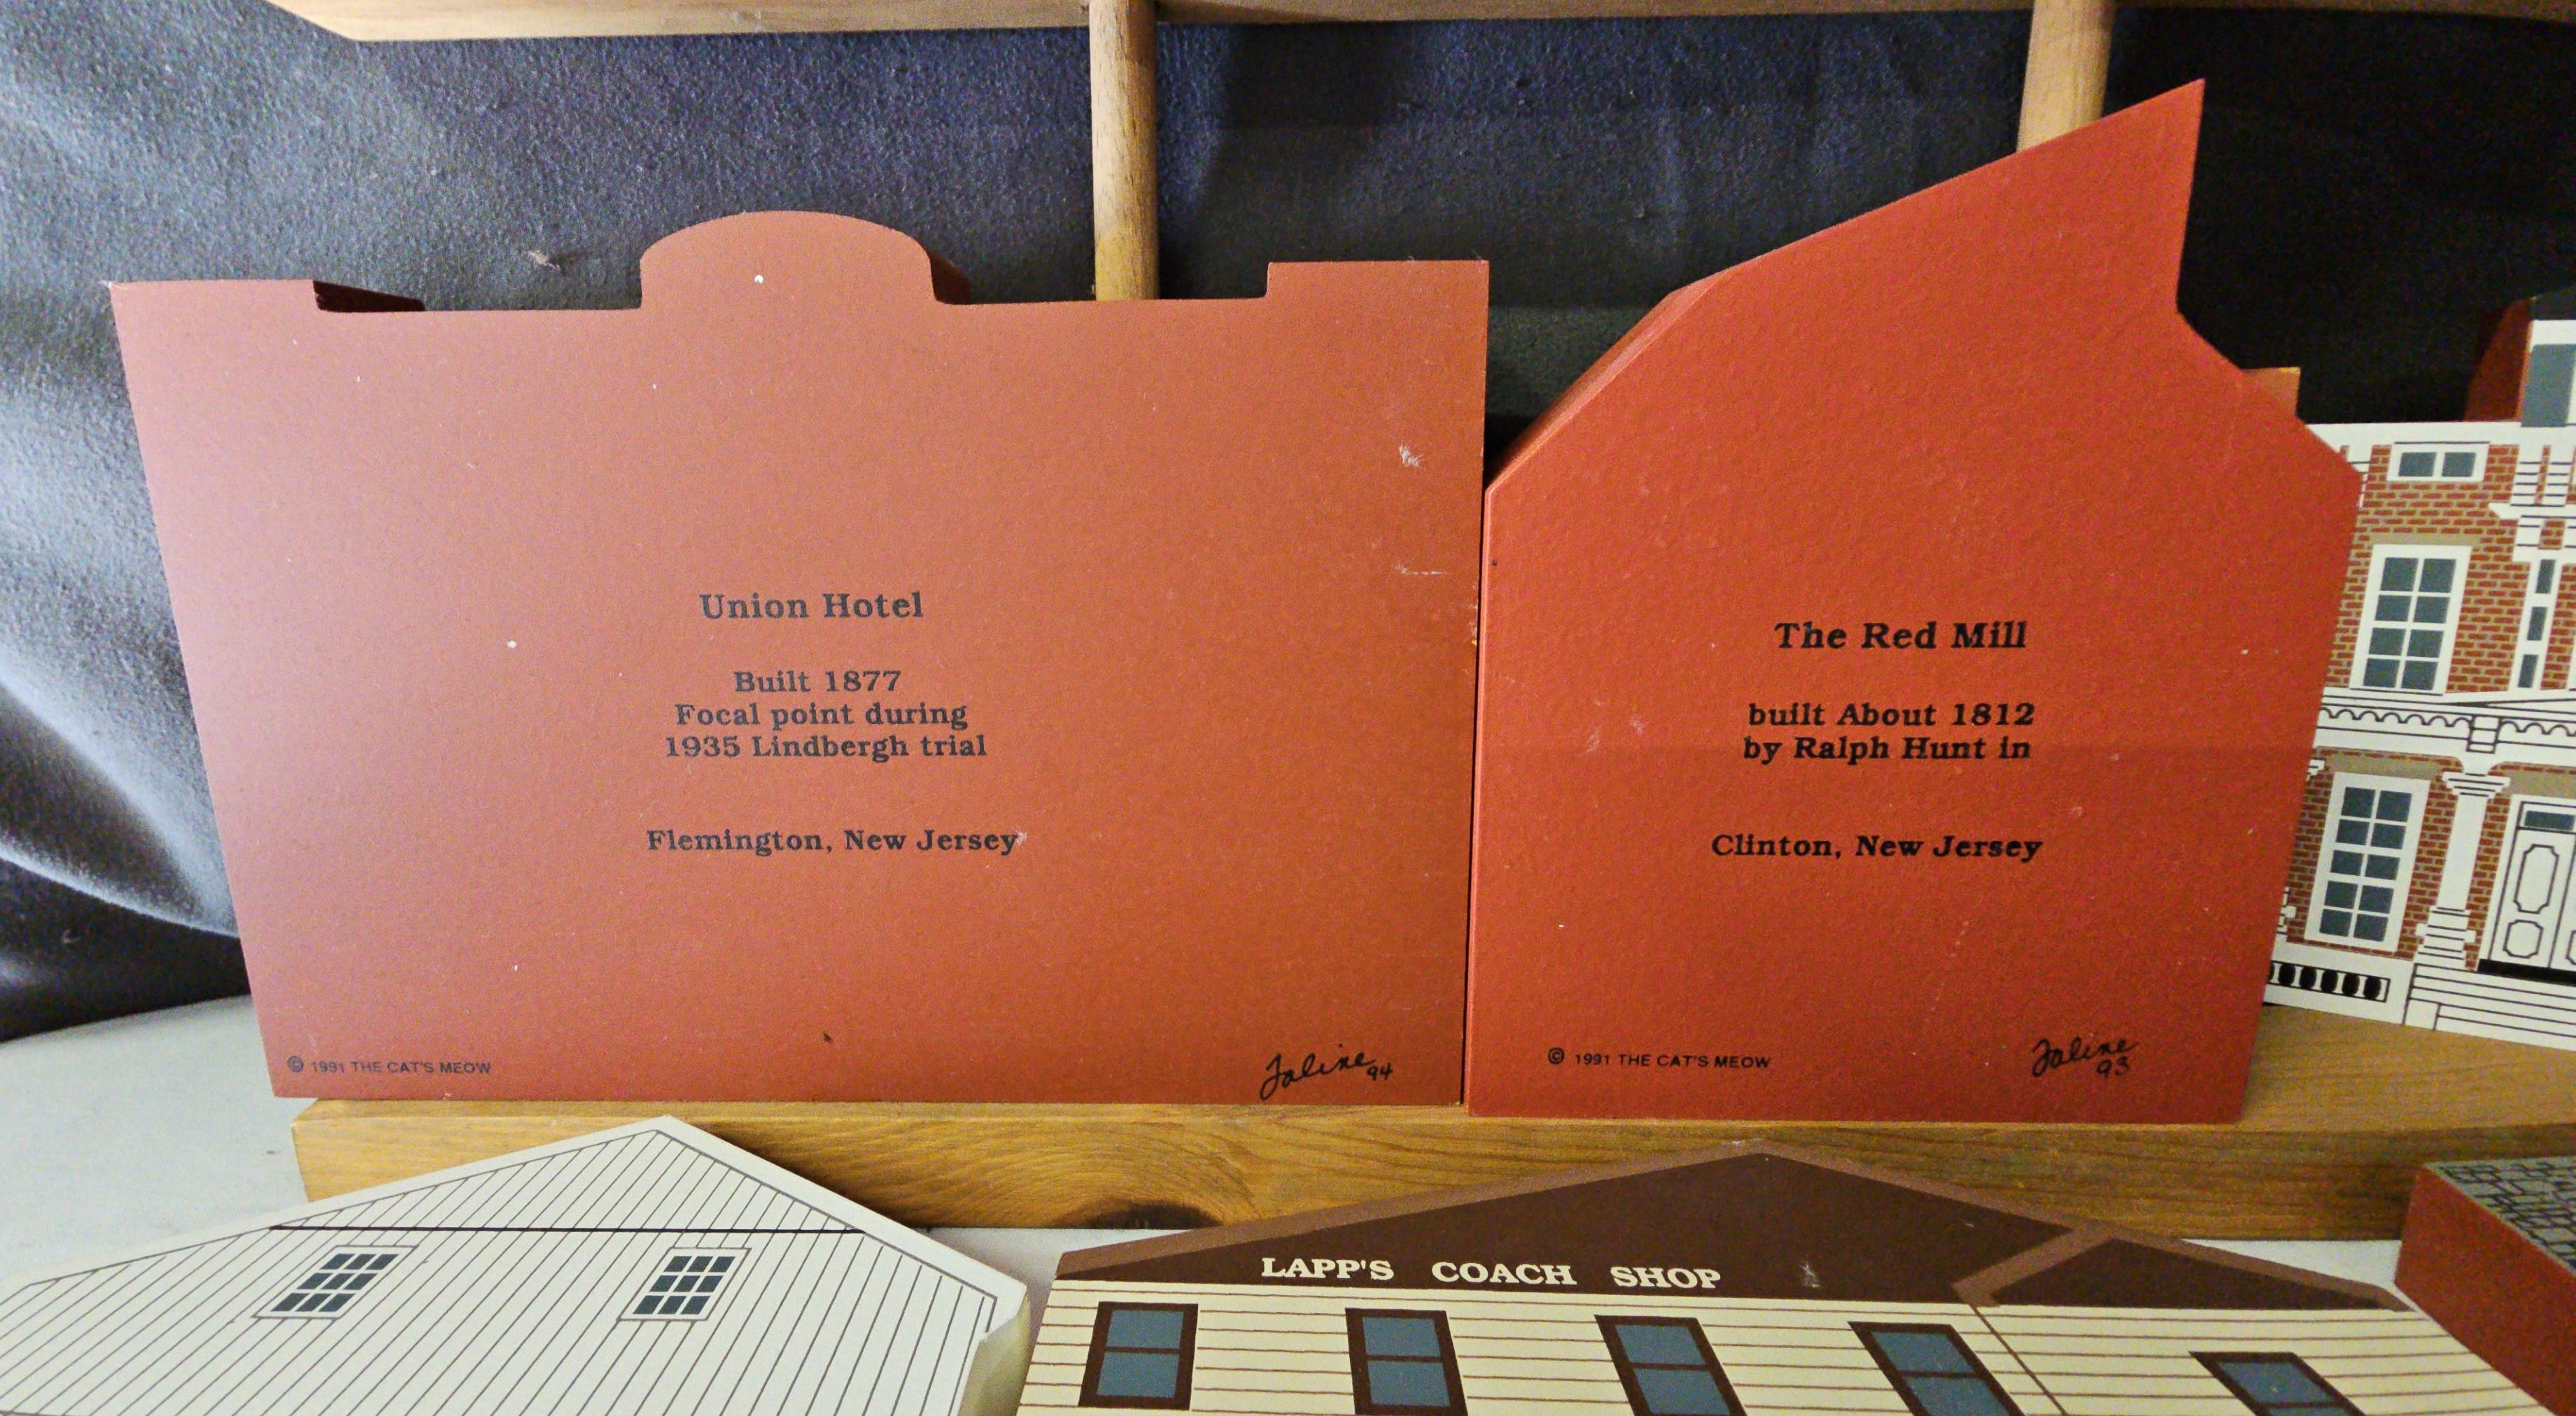 Union Hotel
Built 1877
Focal point during
1935 Lindbergh trial
Flemington, New Jersey
© 1991 THE CAT'S MEOW
Faline 94
The Red Mill
built About 1812
by Ralph Hunt in
Clinton, New Jersey
© 1991 THE CAT'S MEOW
Faline
93
LAPP'S COACH SHOP